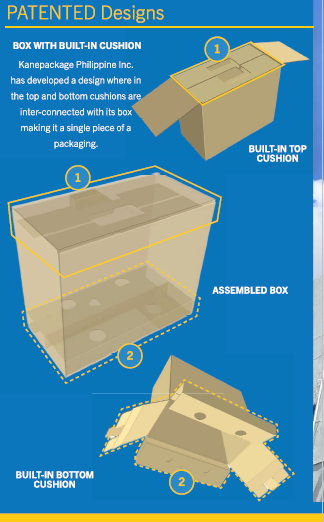 PATENTED Designs
BOX WITH BUILT-IN CUSHION
Kanepackage Philippine Inc.
has developed a design where in
the top and bottom cushions are
inter-connected with its box
making it a single piece of a
packaging.
1
BUILT-IN TOP
CUSHION
1
ASSEMBLED BOX
2
BUILT-IN BOTTOM
CUSHION
2